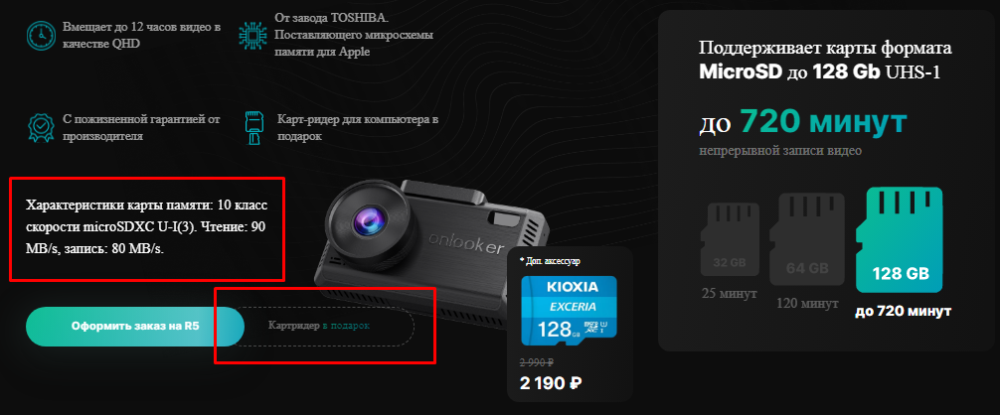 Вмещает до 12 часов видео в
качестве QHD
От завода TOSHIBA.
Поставляющего микросхемы
памяти для Apple
С пожизненной гарантией от
производителя
Карт-ридер для компьютера в
подарок
Характеристики карты памяти: 10 класс
скорости microSDXC U-I(3). Чтение: 90
MB/s, запись: 80 MB/s.
Оформить заказ на R5
Картридер в подарок
onlooker
* Доп. аксессуар
KIOXIA
EXCERIA
128GB
2 990 ₽
2 190 ₽
Поддерживает карты формата
MicroSD до 128 Gb UHS-1
до 720 минут
непрерывной записи видео
32 GB
64 GB
128 GB
25 минут
120 минут
до 720 минут